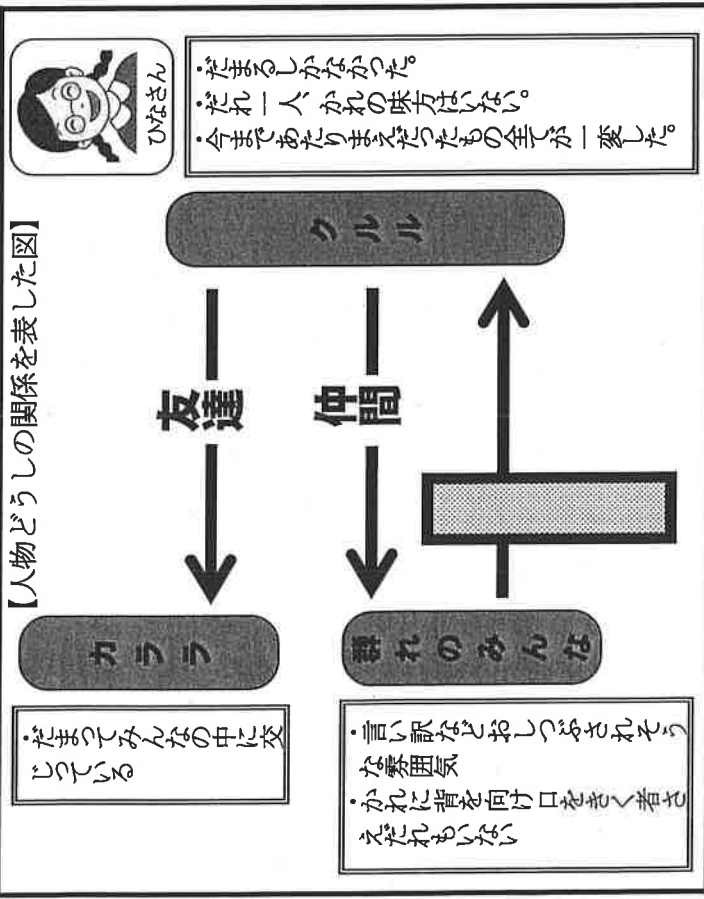 【人物どうしの関係を表した図】
ひなさん
・だまるしかなかった。
・だれ一人、かれの味方はいない。
・今まであたりまえだったもの全てが一変した。
クルル
友達
仲間
カララ
群れのみんな
・だまってみんなの中に交
じっている
・言い訳などおしつぶされそう
な雰囲気
・かれに背を向け口をきく者さ
えだれもいない